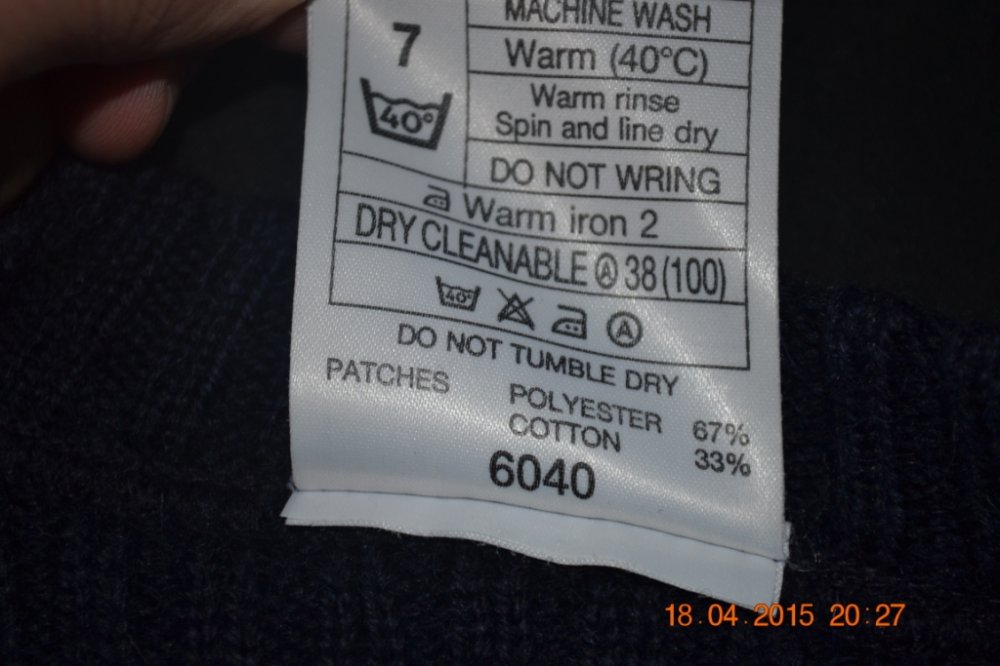 MACHINE WASH
7
Warm (40°C)
40°
Warm rinse
Spin and line dry
DO NOT WRING
Warm iron 2
DRY CLEANABLE Ⓐ 38 (100)
40° Ⓐ
DO NOT TUMBLE DRY
PATCHES POLYESTER 67%
COTTON 33%
6040
18.04.2015 20:27